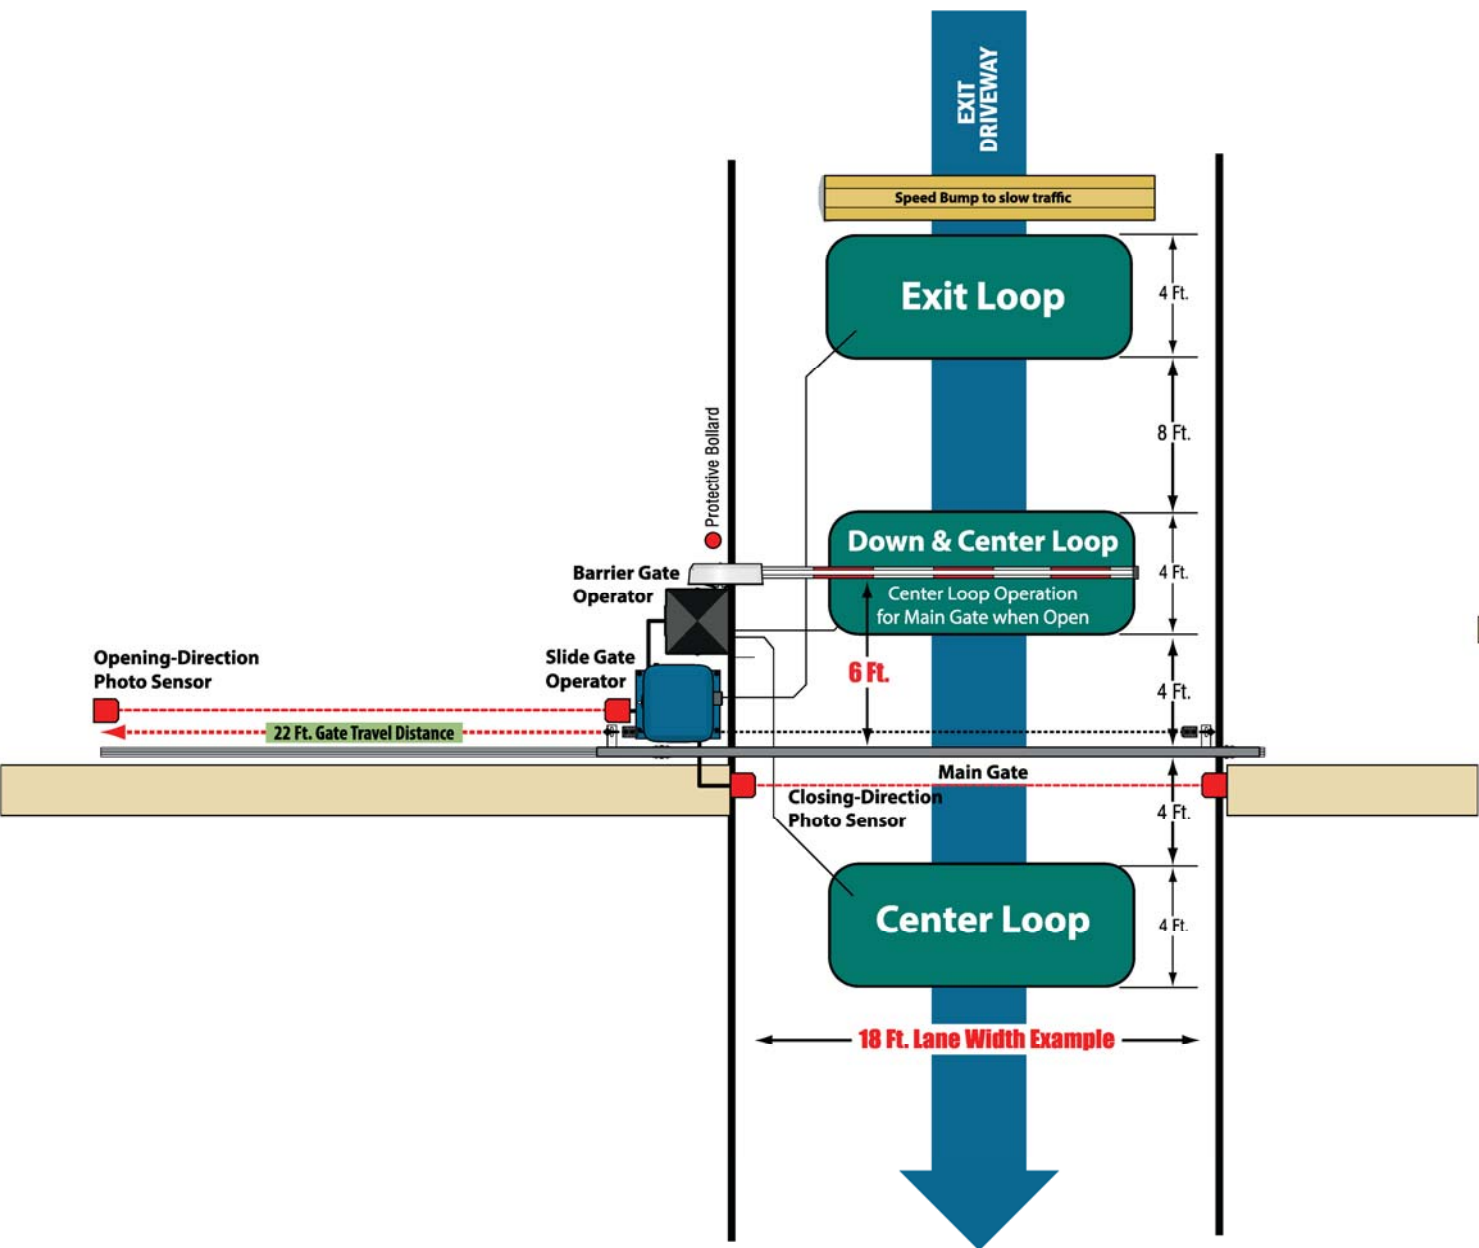 EXIT
DRIVEWAY
Speed Bump to slow traffic
Exit Loop
4 Ft.
8 Ft.
Protective Bollard
Down & Center Loop
Barrier Gate
Operator
4 Ft.
Center Loop Operation
for Main Gate when Open
Opening-Direction
Photo Sensor
Slide Gate
Operator
6 Ft.
4 Ft.
22 Ft. Gate Travel Distance
Main Gate
Closing-Direction
Photo Sensor
4 Ft.
Center Loop
4 Ft.
18 Ft. Lane Width Example